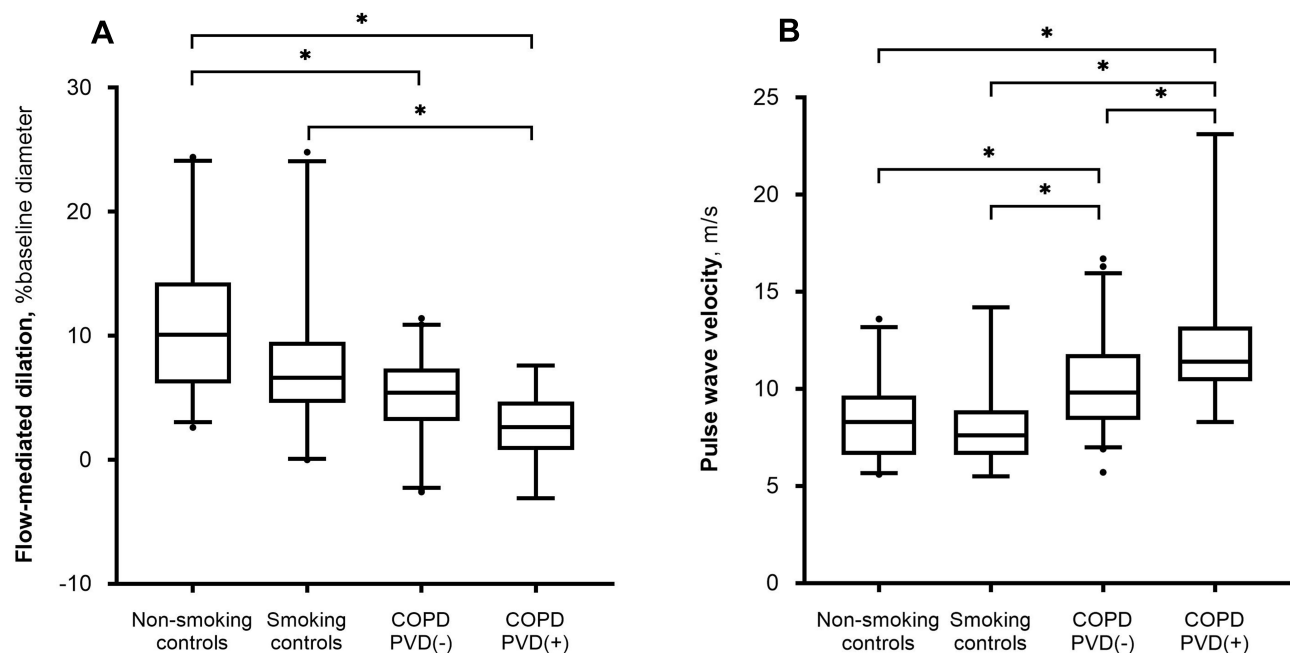 A
*
*
*
Flow-mediated dilation, %baseline diameter
30
20
10
0
-10
Non-smoking controls
Smoking controls
COPD PVD(-)
COPD PVD(+)
B
*
*
*
*
*
Pulse wave velocity, m/s
25
20
15
10
5
0
Non-smoking controls
Smoking controls
COPD PVD(-)
COPD PVD(+)